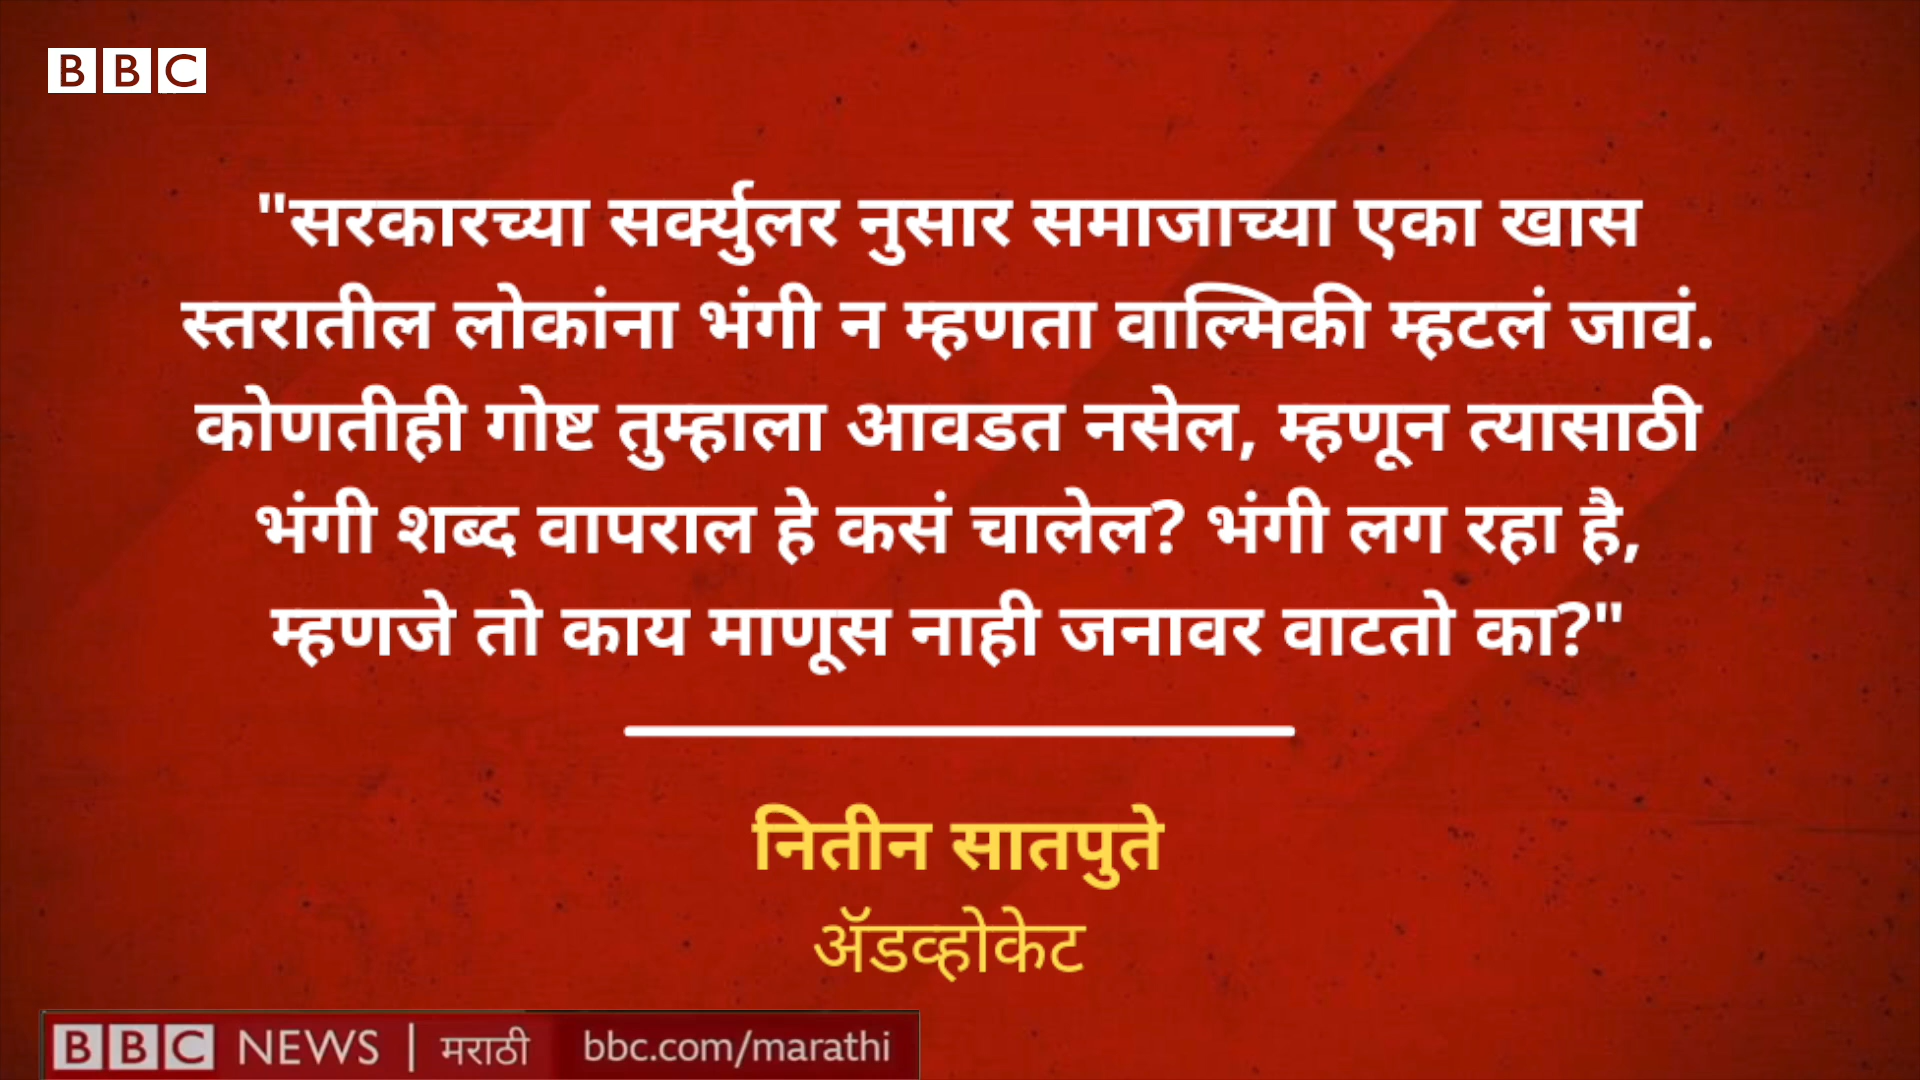 BBC
"सरकारच्या सर्क्युलर नुसार समाजाच्या एका खास
स्तरातील लोकांना भंगी न म्हणता वाल्मिकी म्हटलं जावं.
कोणतीही गोष्ट तुम्हाला आवडत नसेल, म्हणून त्यासाठी
भंगी शब्द वापराल हे कसं चालेल? भंगी लग रहा है,
म्हणजे तो काय माणूस नाही जनावर वाटतो का?"
नितीन सातपुते
ॲडव्होकेट
BBC NEWS | मराठी bbc.com/marathi